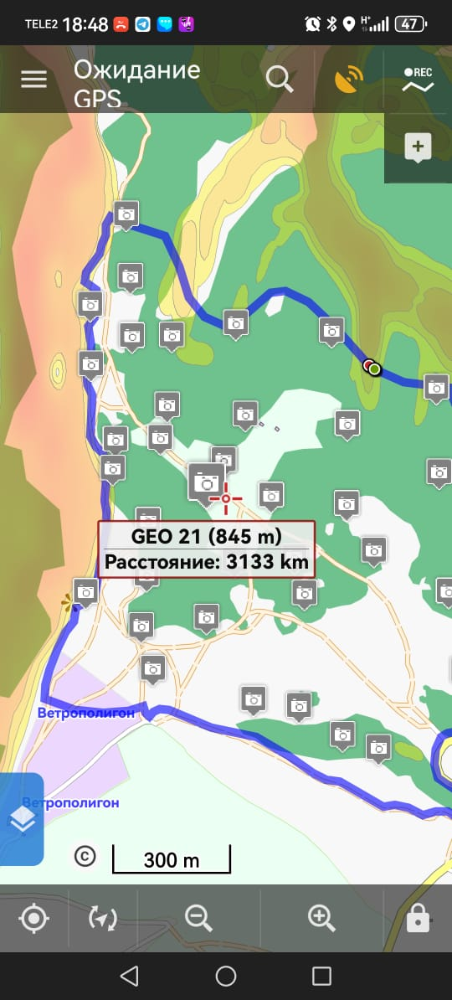 TELE2 18:48 H+ 47
Ожидание
GPS
REC
GEO 21 (845 m)
Расстояние: 3133 km
Ветрополигон
Ветрополигон
© 300 m